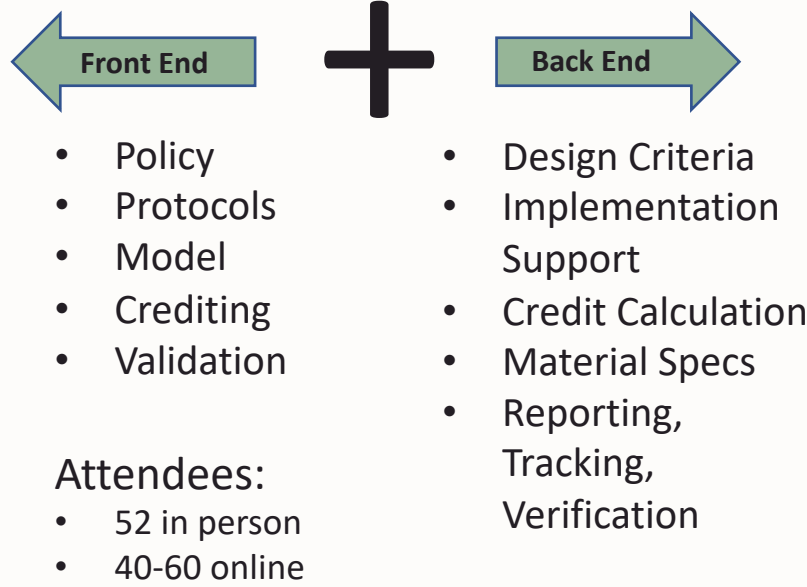 Front End
• Policy
• Protocols
• Model
• Crediting
• Validation
Attendees:
• 52 in person
• 40-60 online
Back End
• Design Criteria
• Implementation
Support
• Credit Calculation
• Material Specs
• Reporting,
Tracking,
Verification